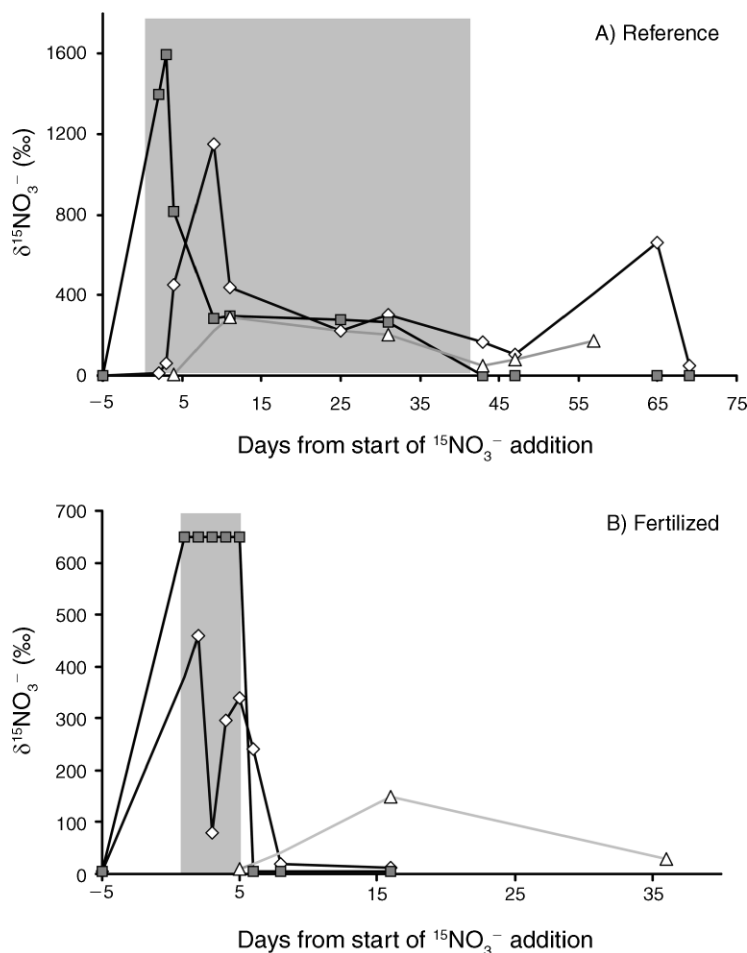 A) Reference
1600
1200
800
400
0
δ¹⁵NO₃⁻ (‰)
−5 5 15 25 35 45 55 65 75
Days from start of ¹⁵NO₃⁻ addition
B) Fertilized
700
600
500
400
300
200
100
0
δ¹⁵NO₃⁻ (‰)
−5 5 15 25 35
Days from start of ¹⁵NO₃⁻ addition